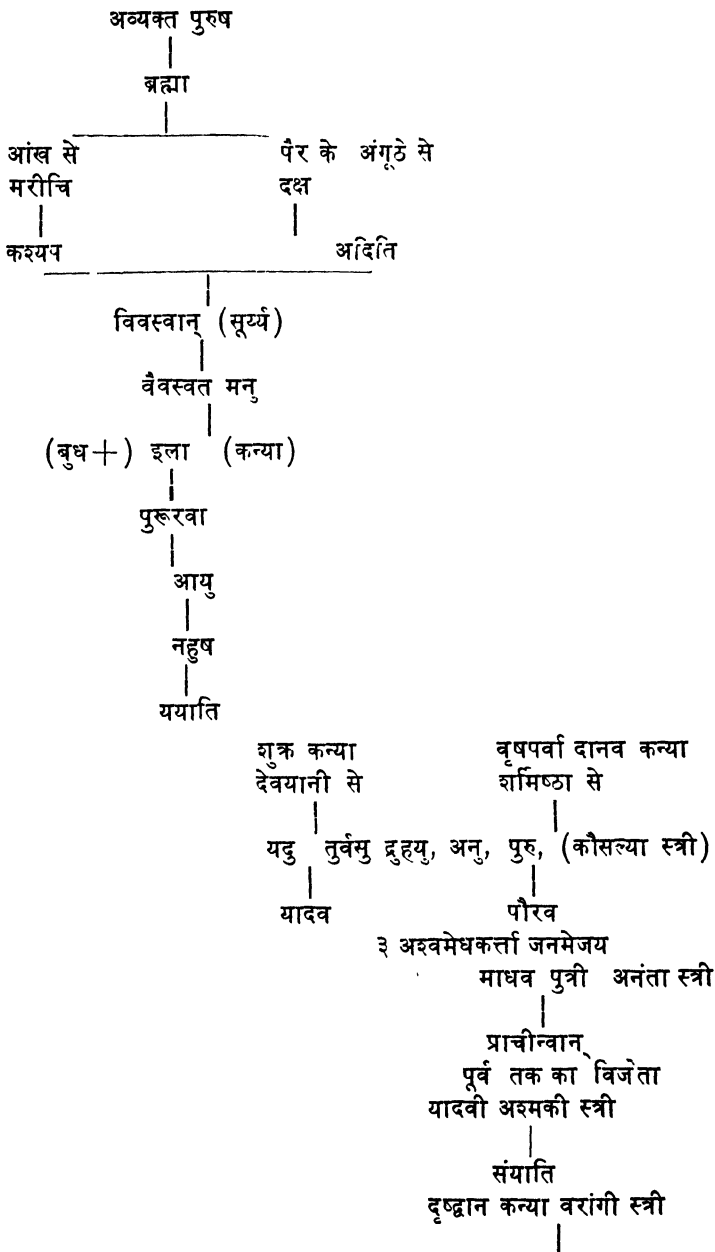 अव्यक्त पुरुष
ब्रह्मा
आंख से पैर के अंगूठे से
मरीचि दक्ष
कश्यप अदिति
विवस्वान् (सूर्य्य)
वैवस्वत मनु
(बुध+) इला (कन्या)
पुरूरवा
आयु
नहुष
ययाति
शुक्र कन्या वृषपर्वा दानव कन्या
देवयानी से शर्मिष्ठा से
यदु तुर्वसु द्रुहयु, अनु, पुरु, (कौसल्या स्त्री)
यादव पौरव
३ अश्वमेधकर्त्ता जनमेजय
माधव पुत्री अनंता स्त्री
प्राचीन्वान्
पूर्व तक का विजेता
यादवी अश्मकी स्त्री
संयाति
दृष्द्वान कन्या वरांगी स्त्री